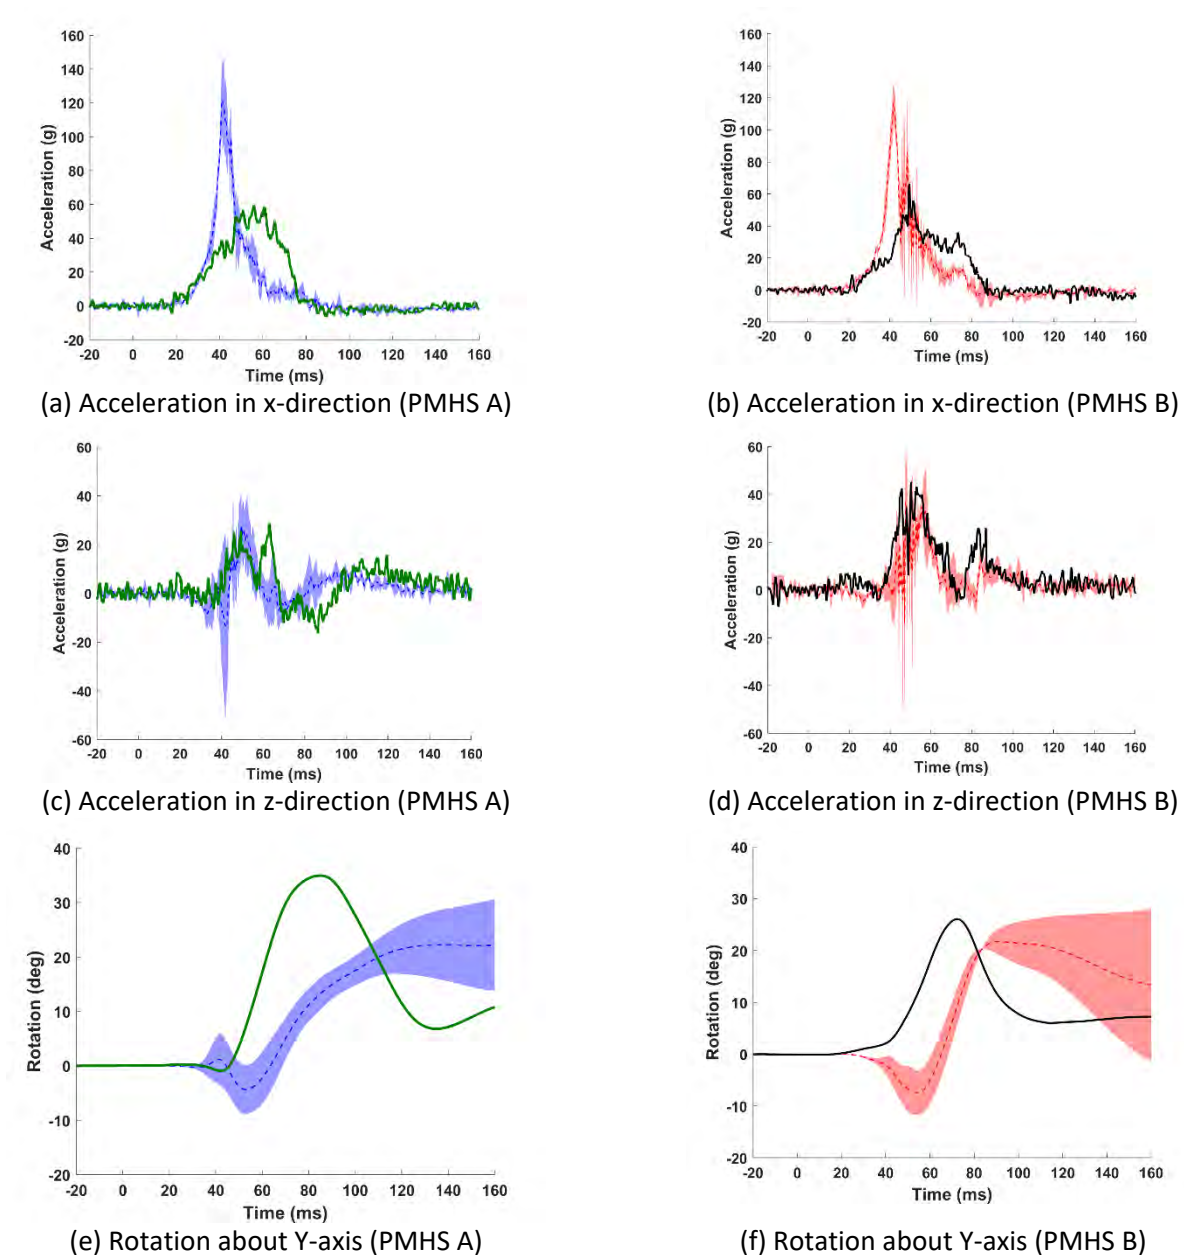 160
140
120
100
80
60
40
20
0
-20
Acceleration (g)
-20 0 20 40 60 80 100 120 140 160
Time (ms)
(a) Acceleration in x-direction (PMHS A)
160
140
120
100
80
60
40
20
0
-20
Acceleration (g)
-20 0 20 40 60 80 100 120 140 160
Time (ms)
(b) Acceleration in x-direction (PMHS B)
60
40
20
0
-20
-40
-60
Acceleration (g)
-20 0 20 40 60 80 100 120 140 160
Time (ms)
(c) Acceleration in z-direction (PMHS A)
60
40
20
0
-20
-40
-60
Acceleration (g)
-20 0 20 40 60 80 100 120 140 160
Time (ms)
(d) Acceleration in z-direction (PMHS B)
40
30
20
10
0
-10
-20
Rotation (deg)
-20 0 20 40 60 80 100 120 140 160
Time (ms)
(e) Rotation about Y-axis (PMHS A)
40
30
20
10
0
-10
-20
Rotation (deg)
-20 0 20 40 60 80 100 120 140 160
Time (ms)
(f) Rotation about Y-axis (PMHS B)